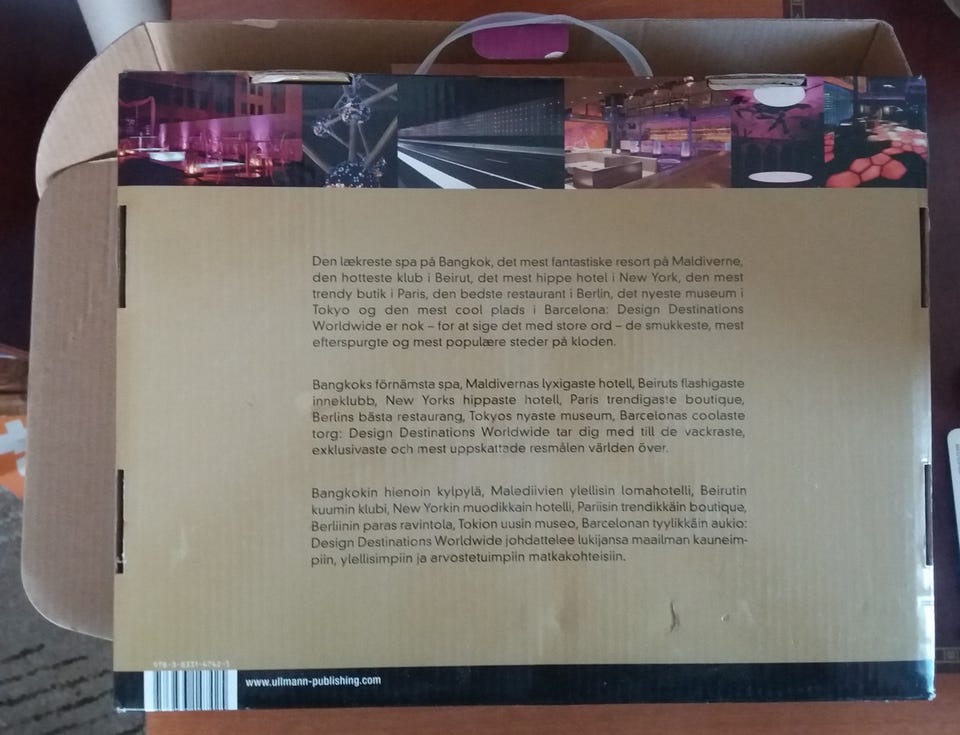 Den lækreste spa på Bangkok, det mest fantastiske resort på Maldiverne,
den hotteste klub i Beirut, det mest hippe hotel i New York, den mest
trendy butik i Paris, den bedste restaurant i Berlin, det nyeste museum i
Tokyo og den mest cool plads i Barcelona: Design Destinations
Worldwide er nok – for at sige det med store ord – de smukkeste, mest
efterspurgte og mest populære steder på kloden.
Bangkoks förnämsta spa, Maldivernas lyxigaste hotell, Beiruts flashigaste
inneklubb, New Yorks hippaste hotell, Paris trendigaste boutique,
Berlins bästa restaurang, Tokyos nyaste museum, Barcelonas coolaste
torg: Design Destinations Worldwide tar dig med till de vackraste,
exklusivaste och mest uppskattade resmålen världen över.
Bangkokin hienoin kylpylä, Malediivien ylellisin lomahotelli, Beirutin
kuumin klubi, New Yorkin muodikkain hotelli, Pariisin trendikkäin boutique,
Berliinin paras ravintola, Tokion uusin museo, Barcelonan tyylikkäin aukio:
Design Destinations Worldwide johdattelee lukijansa maailman kauneim-
piin, ylellisimpiin ja arvostetuimpiin matkakohteisiin.
978-3-8331-4742-5
www.ullmann-publishing.com